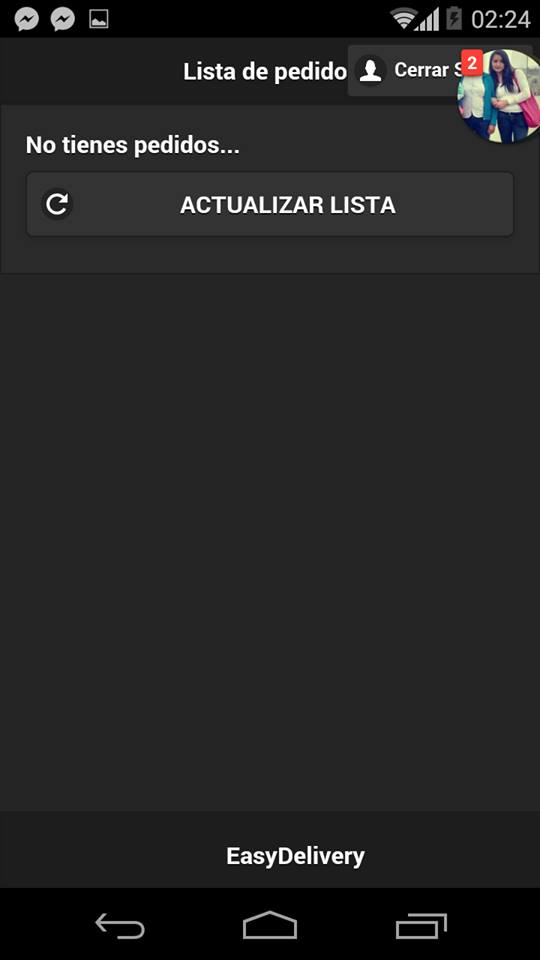 02:24
Lista de pedido
Cerrar
2
No tienes pedidos...
ACTUALIZAR LISTA
EasyDelivery